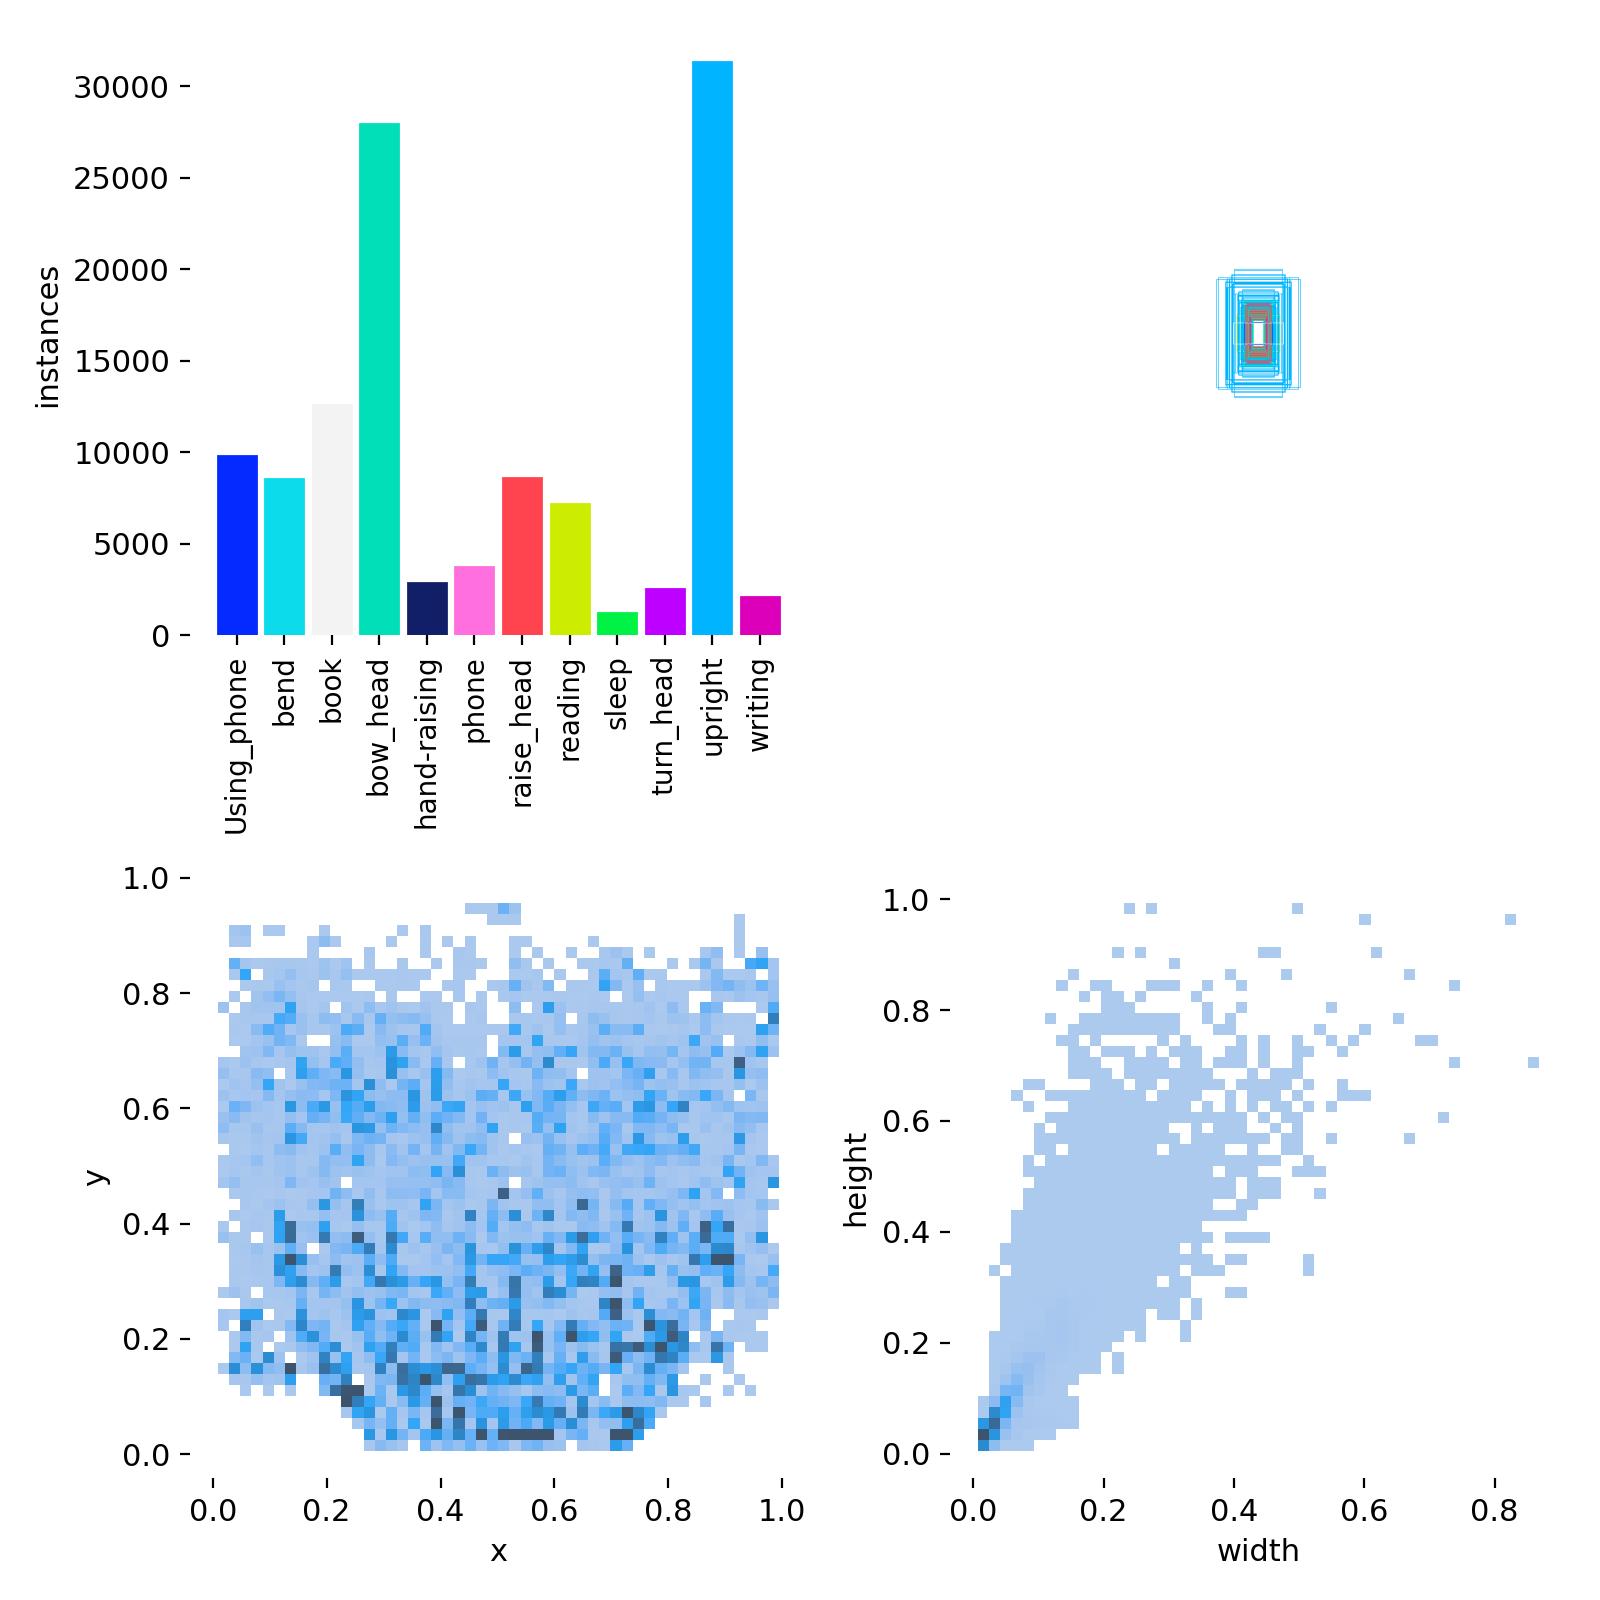 30000
25000
20000
15000
10000
5000
0
instances
Using_phone
bend
book
bow_head
hand-raising
phone
raise_head
reading
sleep
turn_head
upright
writing
1.0
0.8
0.6
0.4
0.2
0.0
y
0.0 0.2 0.4 0.6 0.8 1.0
x
1.0
0.8
0.6
0.4
0.2
0.0
height
0.0 0.2 0.4 0.6 0.8
width